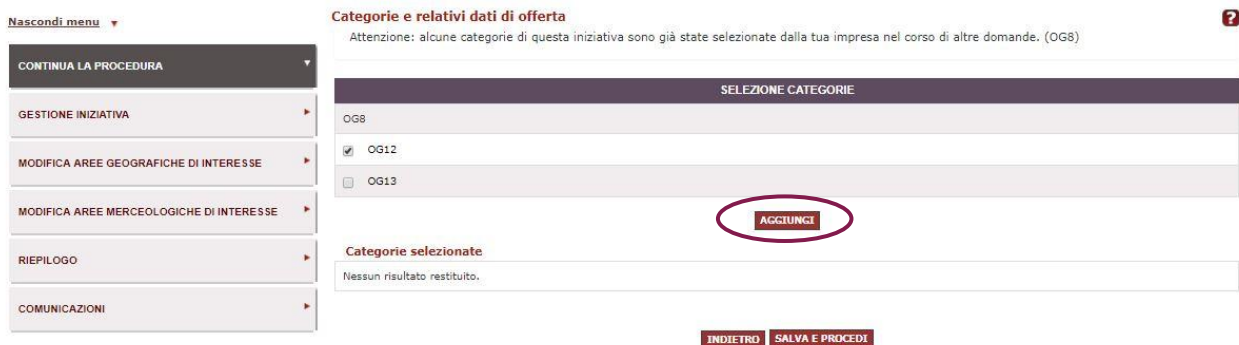 Nascondi menu
CONTINUA LA PROCEDURA
GESTIONE INIZIATIVA
MODIFICA AREE GEOGRAFICHE DI INTERESSE
MODIFICA AREE MERCEOLOGICHE DI INTERESSE
RIEPILOGO
COMUNICAZIONI
Categorie e relativi dati di offerta
?
Attenzione: alcune categorie di questa iniziativa sono già state selezionate dalla tua impresa nel corso di altre domande. (OG8)
SELEZIONE CATEGORIE
OG8
OG12
OG13
AGGIUNGI
Categorie selezionate
Nessun risultato restituito.
INDIETRO SALVA E PROCEDI